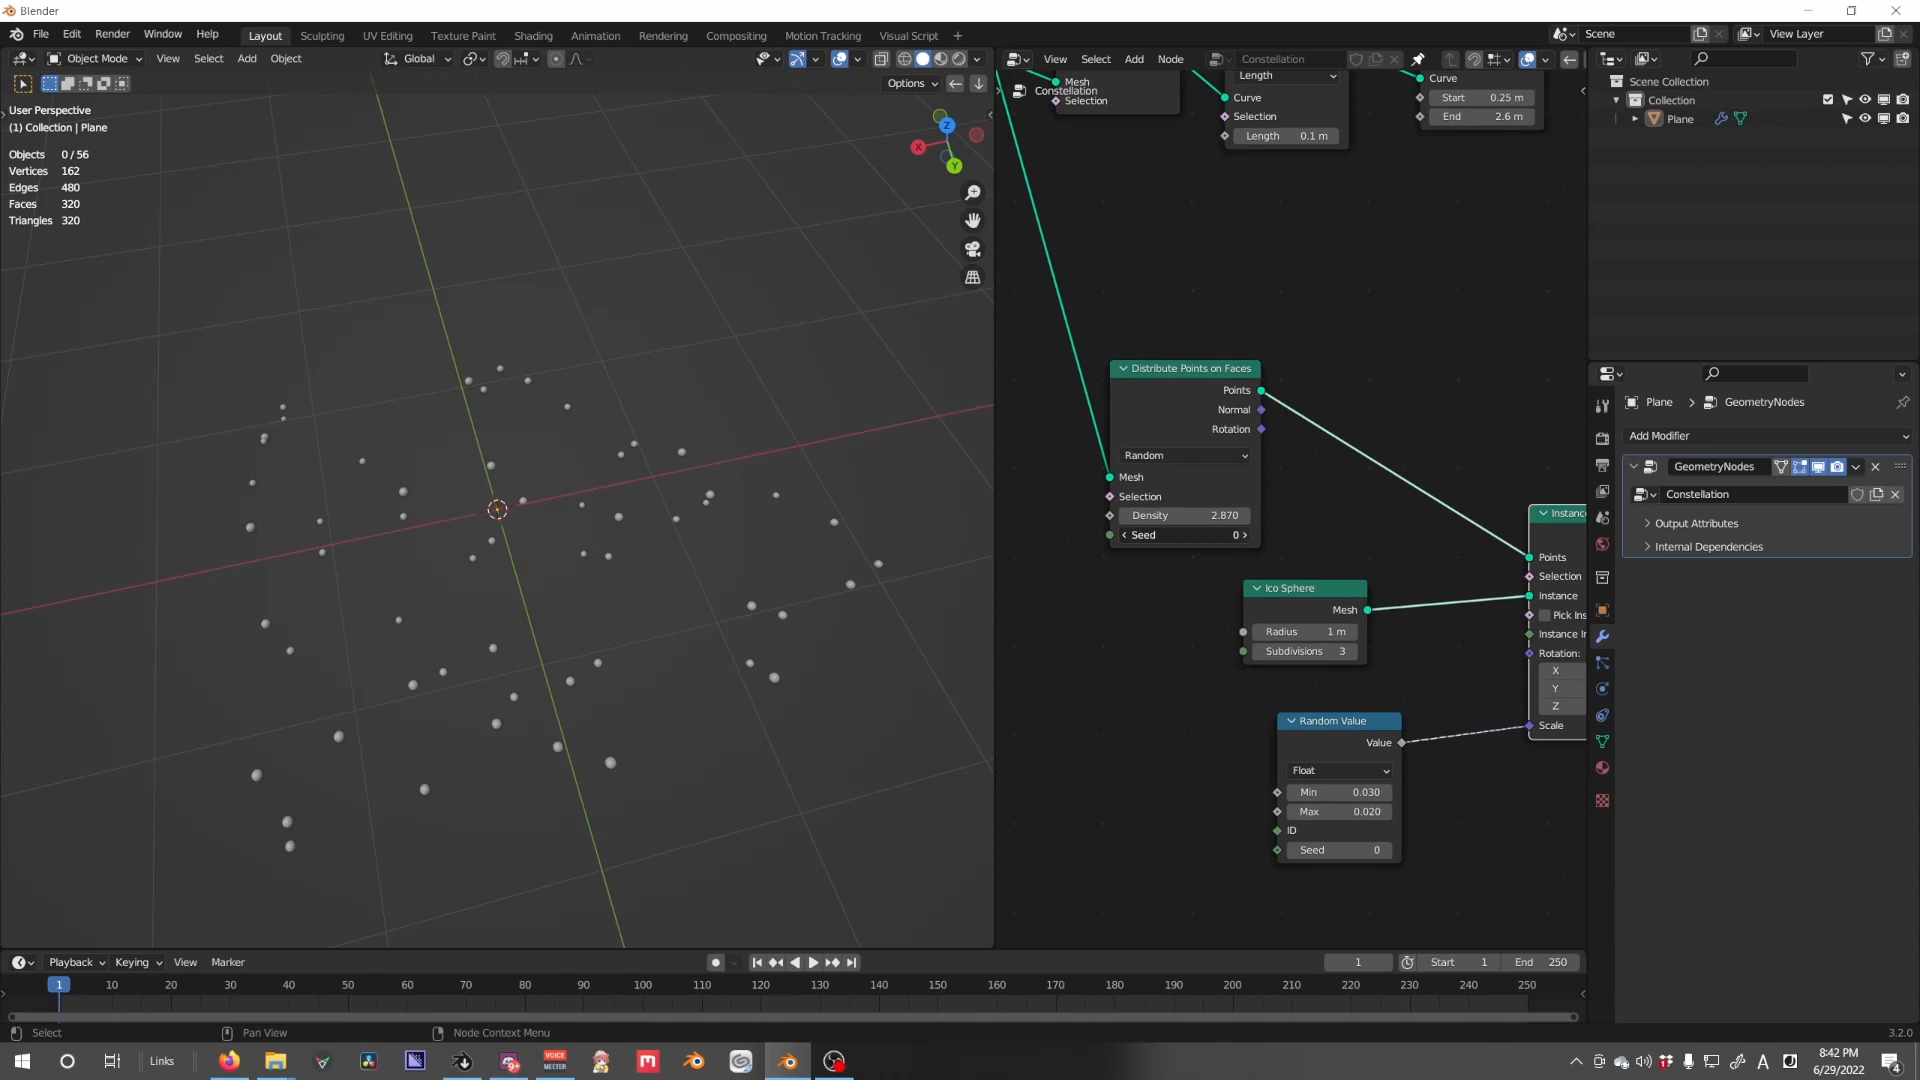 Blender
File Edit Render Window Help
Layout Sculpting UV Editing Texture Paint Shading Animation Rendering Compositing Motion Tracking Visual Script +
Scene
View Layer
Object Mode View Select Add Object
Global
Options
View Select Add Node
Constellation
User Perspective
(1) Collection | Plane
Objects 0 / 56
Vertices 162
Edges 480
Faces 320
Triangles 320
X
Y
Z
Constellation
Mesh
Selection
Length
Curve
Selection
Length 0.1 m
Curve
Start 0.25 m
End 2.6 m
Distribute Points on Faces
Points
Normal
Rotation
Random
Mesh
Selection
Density 2.870
Seed 0
Ico Sphere
Mesh
Radius 1 m
Subdivisions 3
Random Value
Value
Float
Min 0.030
Max 0.020
ID
Seed 0
Instanc
Points
Selection
Instance
Pick Ins
Instance Ir
Rotation:
X
Y
Z
Scale
Scene Collection
Collection
Plane
Plane > GeometryNodes
Add Modifier
GeometryNodes
Constellation
Output Attributes
Internal Dependencies
Playback Keying View Marker
1 Start 1 End 250
1 10 20 30 40 50 60 70 80 90 100 110 120 130 140 150 160 170 180 190 200 210 220 230 240 250
Select Pan View Node Context Menu
3.2.0
Links
9+
VOICE
MEETER
A
8:42 PM
6/29/2022
4